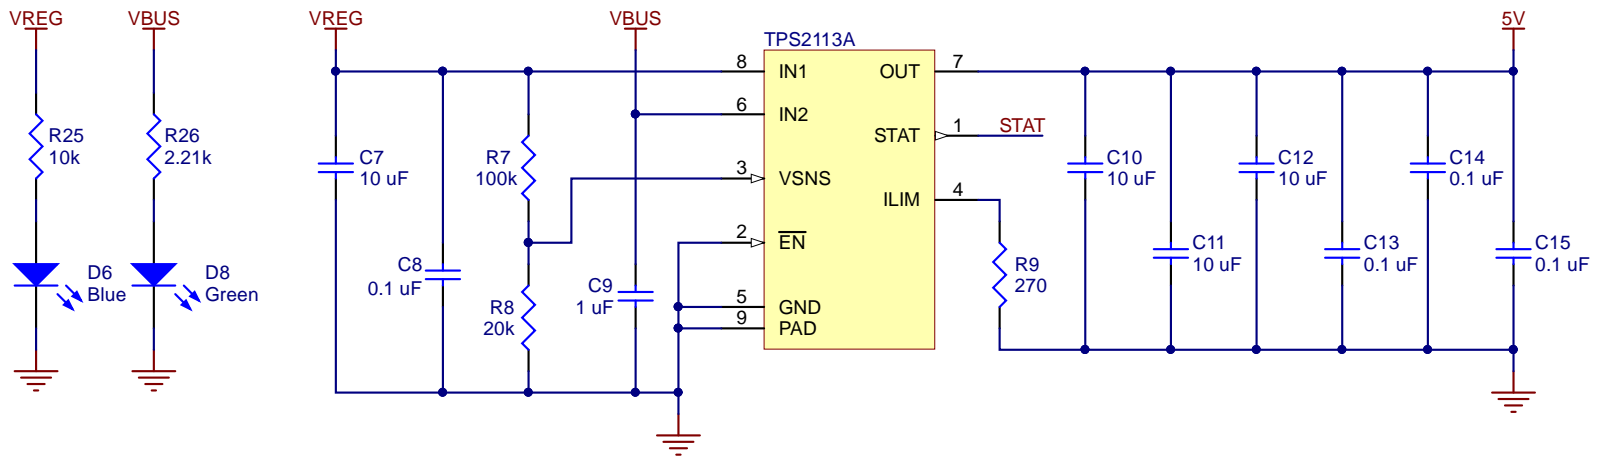 VREG
VBUS
VREG
VBUS
5V
TPS2113A
8
IN1
OUT
7
6
IN2
STAT
1
STAT
3
VSNS
ILIM
4
2
EN
5
GND
9
PAD
R25
10k
R26
2.21k
D6
Blue
D8
Green
C7
10 uF
C8
0.1 uF
R7
100k
R8
20k
C9
1 uF
R9
270
C10
10 uF
C11
10 uF
C12
10 uF
C13
0.1 uF
C14
0.1 uF
C15
0.1 uF